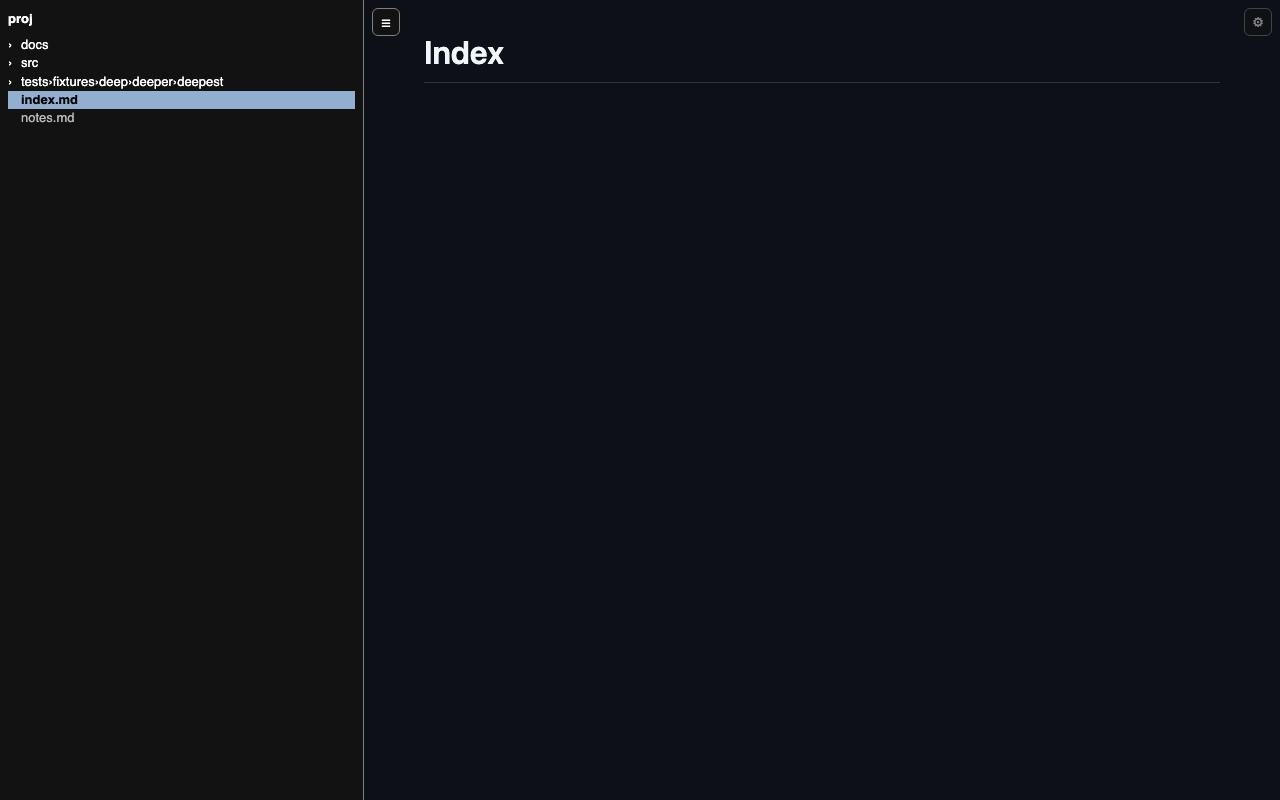 proj
› docs
› src
› tests›fixtures›deep›deeper›deepest
index.md
notes.md
Index